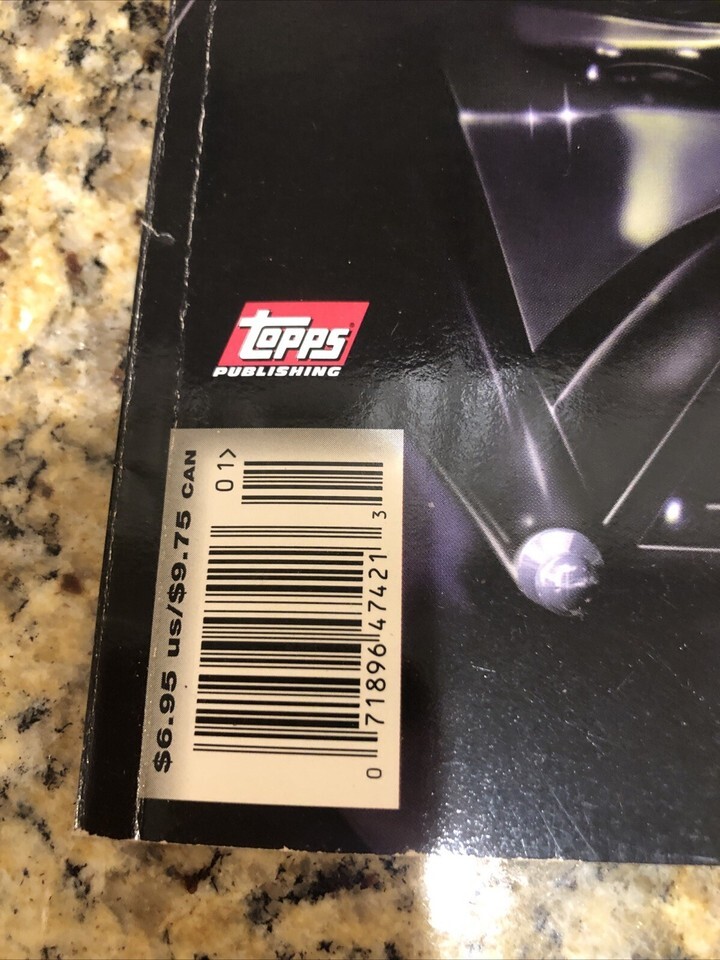 topps
PUBLISHING
$6.95 us/$9.75 CAN
01>
0 71896 47421 3